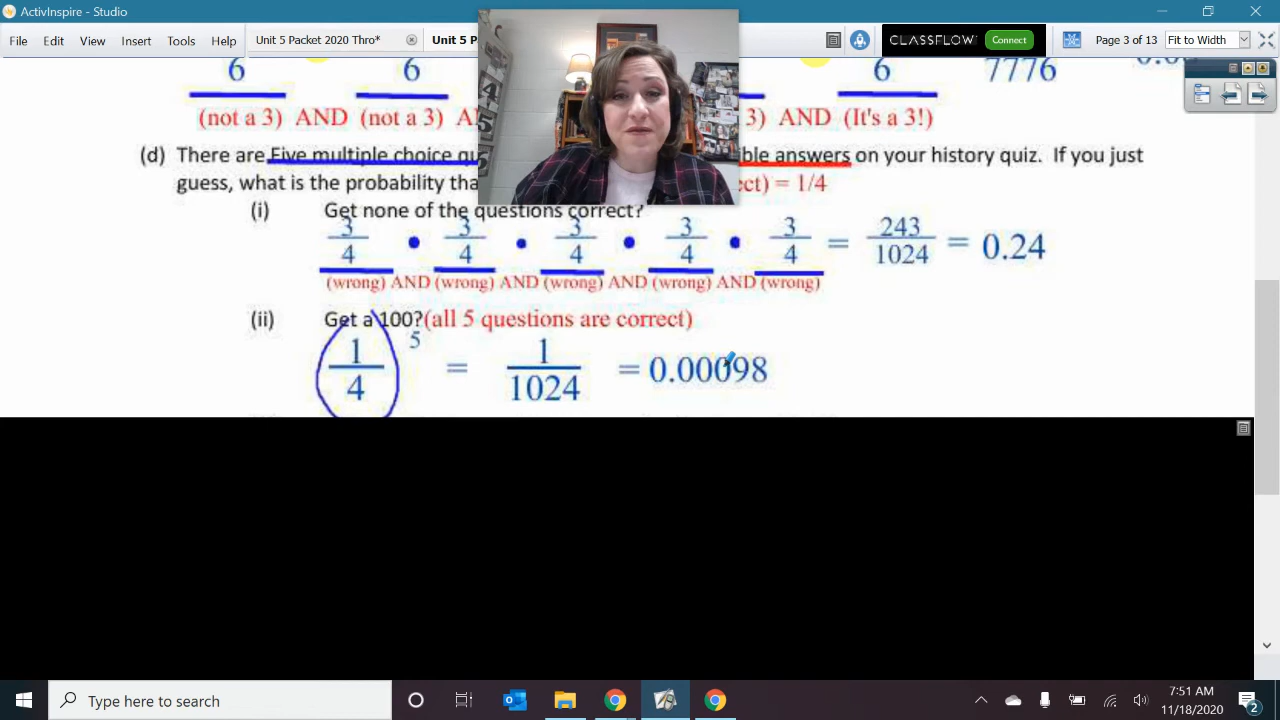 ActivInspire - Studio
File Edit View Insert Tools Help Unit 5 Packet 2020 Thro* Unit 5 P CLASSFLOW Connect Page 3 of 13 Fit to Width
6 6 6 7776
(not a 3) AND (not a 3) 3) AND (It's a 3!)
(d) There are Five multiple choice answers on your history quiz. If you just
guess, what is the probability = 1/4
(i) Get none of the questions correct?
3 3 3 3 3 243
4 • 4 • 4 • 4 • 4 = 1024 = 0.24
(wrong) AND (wrong) AND (wrong) AND (wrong) AND (wrong)
(ii) Get a 100?(all 5 questions are correct)
5
1 1
4 = 1024 = 0.00098
Type here to search
7:51 AM
11/18/2020
2